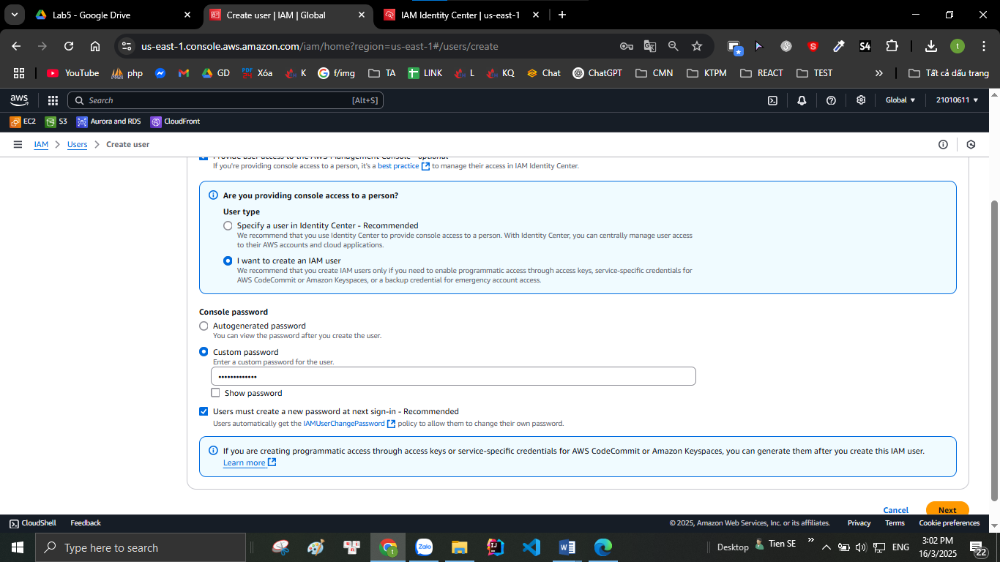 Lab5 - Google Drive
Create user | IAM | Global
IAM Identity Center | us-east-1
us-east-1.console.aws.amazon.com/iam/home?region=us-east-1#/users/create
S4
t
YouTube
php
GD
PDF
24
Xóa
K
f/img
TA
LINK
L
KQ
Chat
ChatGPT
CMN
KTPM
REACT
TEST
Tất cả dấu trang
aws
Search
[Alt+S]
Global
21010611
EC2
S3
Aurora and RDS
CloudFront
IAM
Users
Create user
Provide user access to the AWS Management Console - optional
If you're providing console access to a person, it's a best practice to manage their access in IAM Identity Center.
Are you providing console access to a person?
User type
Specify a user in Identity Center - Recommended
We recommend that you use Identity Center to provide console access to a person. With Identity Center, you can centrally manage user access
to their AWS accounts and cloud applications.
I want to create an IAM user
We recommend that you create IAM users only if you need to enable programmatic access through access keys, service-specific credentials for
AWS CodeCommit or Amazon Keyspaces, or a backup credential for emergency account access.
Console password
Autogenerated password
You can view the password after you create the user.
Custom password
Enter a custom password for the user.
•••••••••••••
Show password
Users must create a new password at next sign-in - Recommended
Users automatically get the IAMUserChangePassword policy to allow them to change their own password.
If you are creating programmatic access through access keys or service-specific credentials for AWS CodeCommit or Amazon Keyspaces, you can generate them after you create this IAM user.
Learn more
Cancel
Next
CloudShell
Feedback
© 2025, Amazon Web Services, Inc. or its affiliates.
Privacy
Terms
Cookie preferences
Type here to search
Zalo
Desktop
Tien SE
ENG
3:02 PM
16/3/2025
22